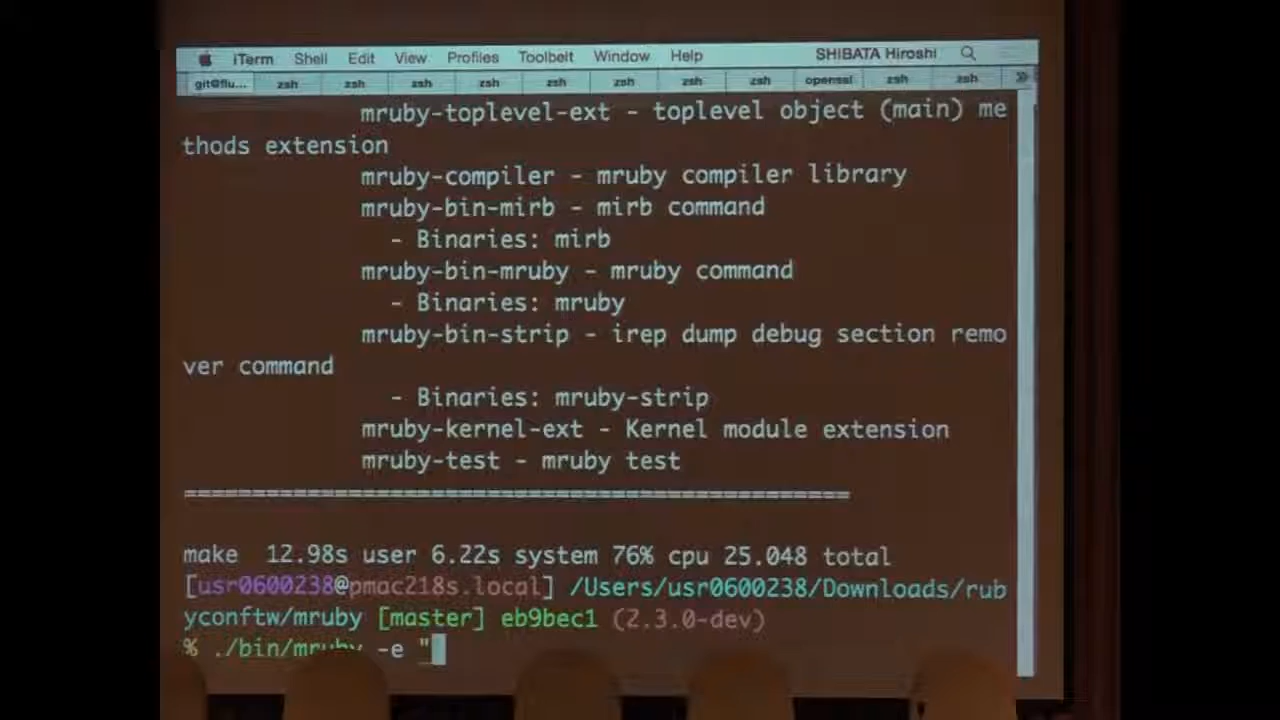 iTerm Shell Edit View Profiles Toolbelt Window Help SHIBATA Hiroshi
git@flu... zsh zsh zsh zsh zsh zsh zsh zsh openssl zsh zsh »
mruby-toplevel-ext - toplevel object (main) me
thods extension
mruby-compiler - mruby compiler library
mruby-bin-mirb - mirb command
- Binaries: mirb
mruby-bin-mruby - mruby command
- Binaries: mruby
mruby-bin-strip - irep dump debug section remo
ver command
- Binaries: mruby-strip
mruby-kernel-ext - Kernel module extension
mruby-test - mruby test
================================================
make 12.98s user 6.22s system 76% cpu 25.048 total
[usr0600238@pmac218s.local] /Users/usr0600238/Downloads/rub
yconftw/mruby [master] eb9bec1 (2.3.0-dev)
% ./bin/mruby -e "